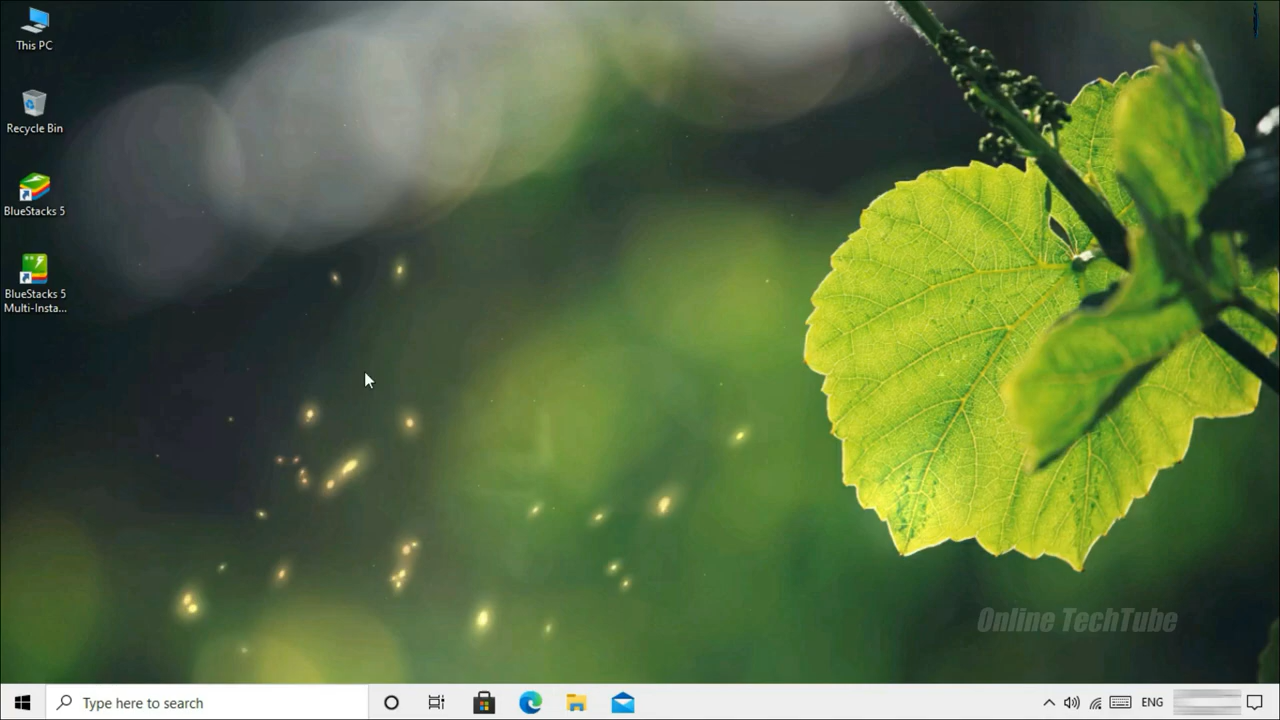 This PC
Recycle Bin
BlueStacks 5
BlueStacks 5
Multi-Insta...
Online TechTube
Type here to search
ENG